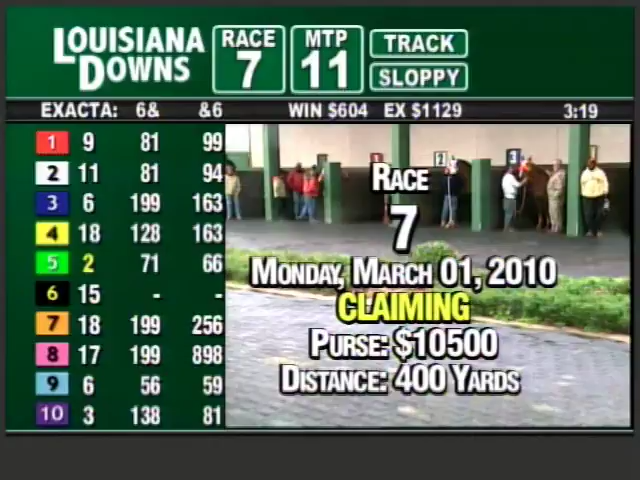 LOUISIANA DOWNS
RACE 7
MTP 11
TRACK
SLOPPY
EXACTA: 6& &6 WIN $604 EX $1129 3:19
1 9 81 99
2 11 81 94
3 6 199 163
4 18 128 163
5 2 71 66
6 15 - -
7 18 199 256
8 17 199 898
9 6 56 59
10 3 138 81
1
2
3
RACE
7
MONDAY, MARCH 01, 2010
CLAIMING
PURSE: $10500
DISTANCE: 400 YARDS